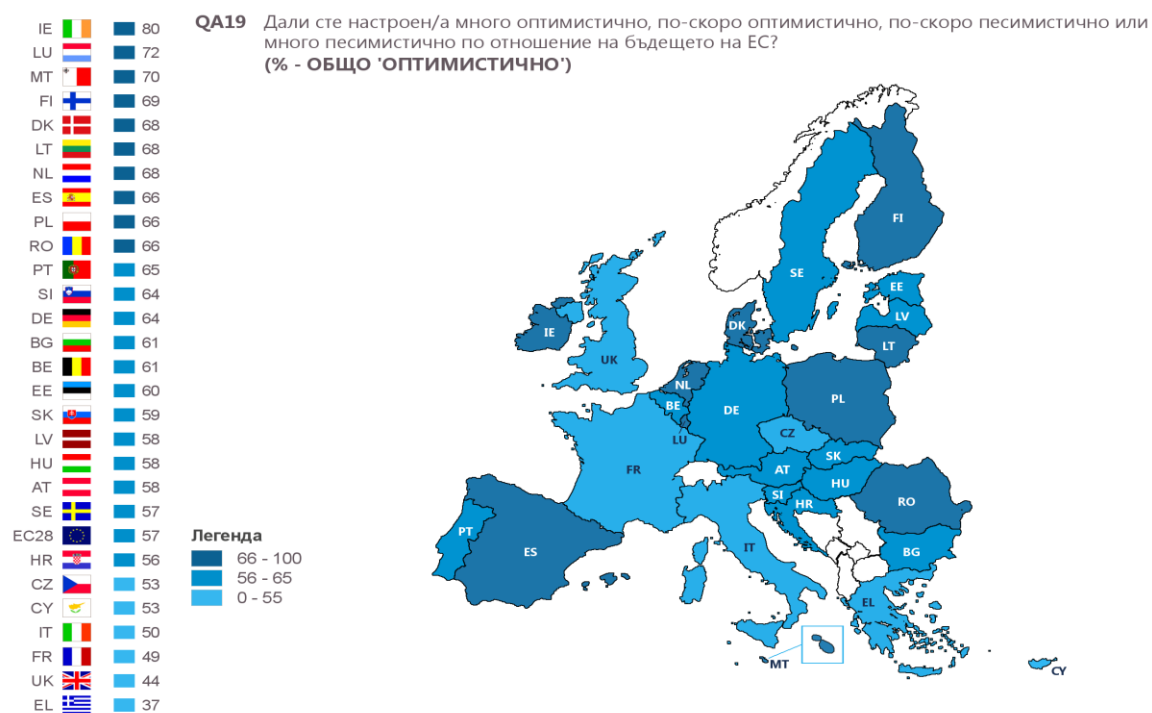 QA19 Дали сте настроен/а много оптимистично, по-скоро оптимистично, по-скоро песимистично или
много песимистично по отношение на бъдещето на ЕС?
(% - ОБЩО 'ОПТИМИСТИЧНО')
IE 80
LU 72
MT 70
FI 69
DK 68
LT 68
NL 68
ES 66
PL 66
RO 66
PT 65
SI 64
DE 64
BG 61
BE 61
EE 60
SK 59
LV 58
HU 58
AT 58
SE 57
EC28 57
HR 56
CZ 53
CY 53
IT 50
FR 49
UK 44
EL 37
Легенда
66 - 100
56 - 65
0 - 55
FI
SE
EE
LV
LT
DK
IE
UK
NL
BE
DE
PL
LU
CZ
SK
FR
AT
HU
SI
HR
RO
PT
ES
IT
BG
EL
MT
CY